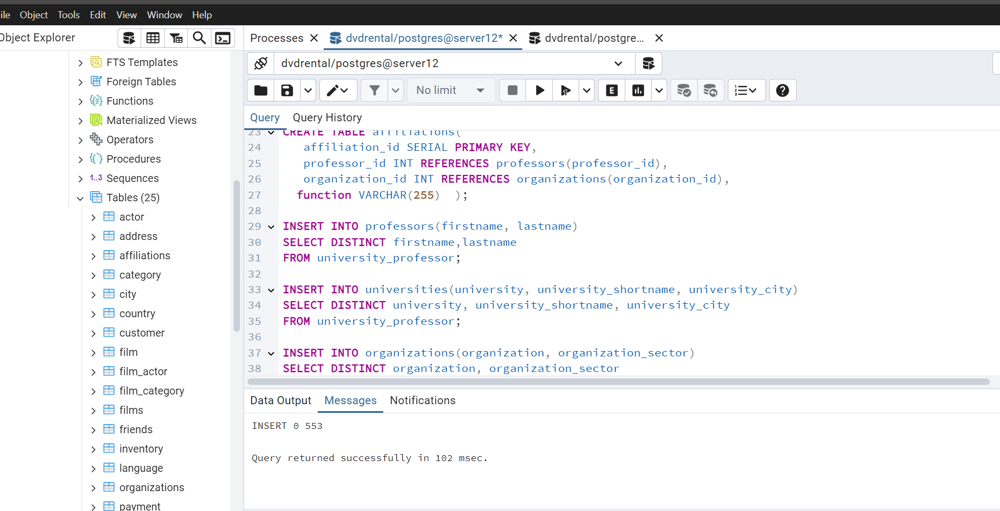 ile Object Tools Edit View Window Help
Object Explorer
Processes dvdrental/postgres@server12* dvdrental/postgre...
FTS Templates
Foreign Tables
Functions
Materialized Views
Operators
Procedures
1..3 Sequences
Tables (25)
actor
address
affiliations
category
city
country
customer
film
film_actor
film_category
films
friends
inventory
language
organizations
payment
dvdrental/postgres@server12
No limit
E
Query Query History
23 CREATE TABLE affiliations(
24 affiliation_id SERIAL PRIMARY KEY,
25 professor_id INT REFERENCES professors(professor_id),
26 organization_id INT REFERENCES organizations(organization_id),
27 function VARCHAR(255) );
28
29 INSERT INTO professors(firstname, lastname)
30 SELECT DISTINCT firstname,lastname
31 FROM university_professor;
32
33 INSERT INTO universities(university, university_shortname, university_city)
34 SELECT DISTINCT university, university_shortname, university_city
35 FROM university_professor;
36
37 INSERT INTO organizations(organization, organization_sector)
38 SELECT DISTINCT organization, organization_sector
Data Output Messages Notifications
INSERT 0 553
Query returned successfully in 102 msec.